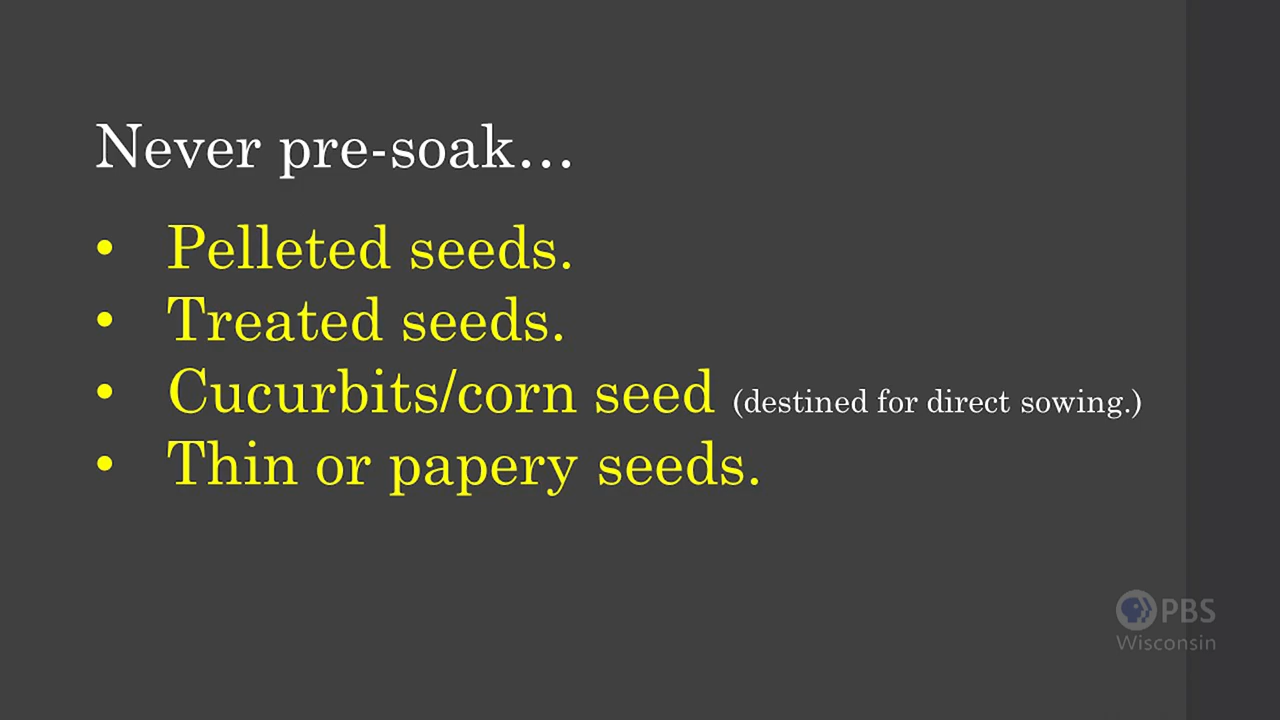 Never pre-soak…
• Pelleted seeds.
• Treated seeds.
• Cucurbits/corn seed (destined for direct sowing.)
• Thin or papery seeds.
PBS
Wisconsin